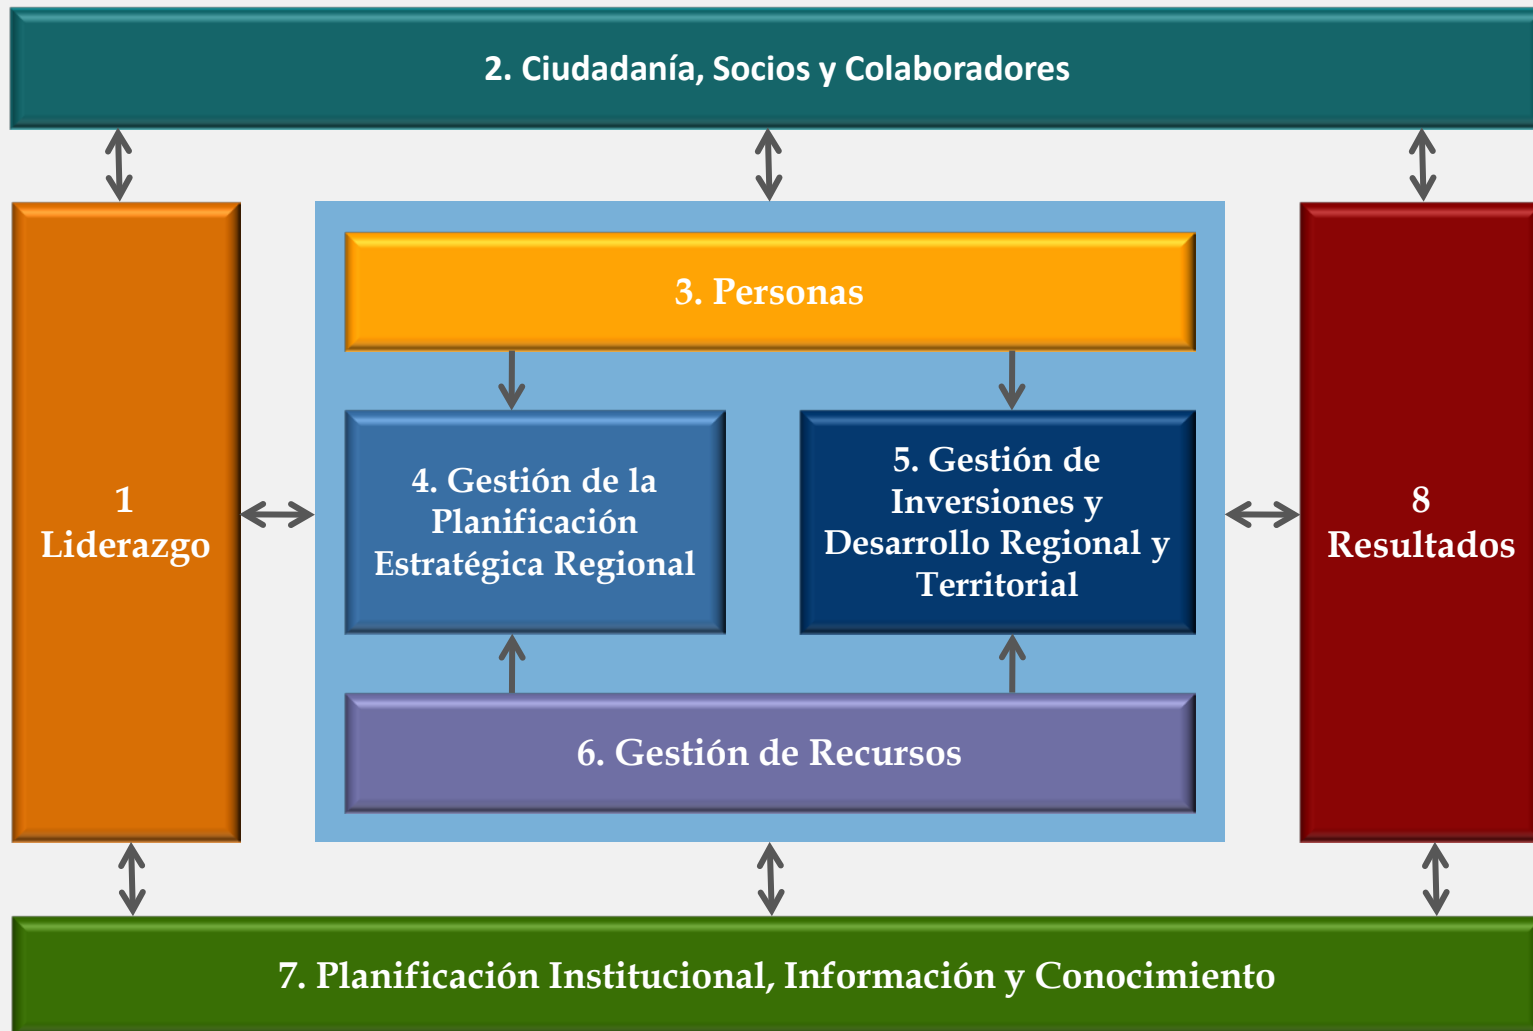 2. Ciudadanía, Socios y Colaboradores
3. Personas
1
Liderazgo
4. Gestión de la
Planificación
Estratégica Regional
5. Gestión de
Inversiones y
Desarrollo Regional y
Territorial
8
Resultados
6. Gestión de Recursos
7. Planificación Institucional, Información y Conocimiento